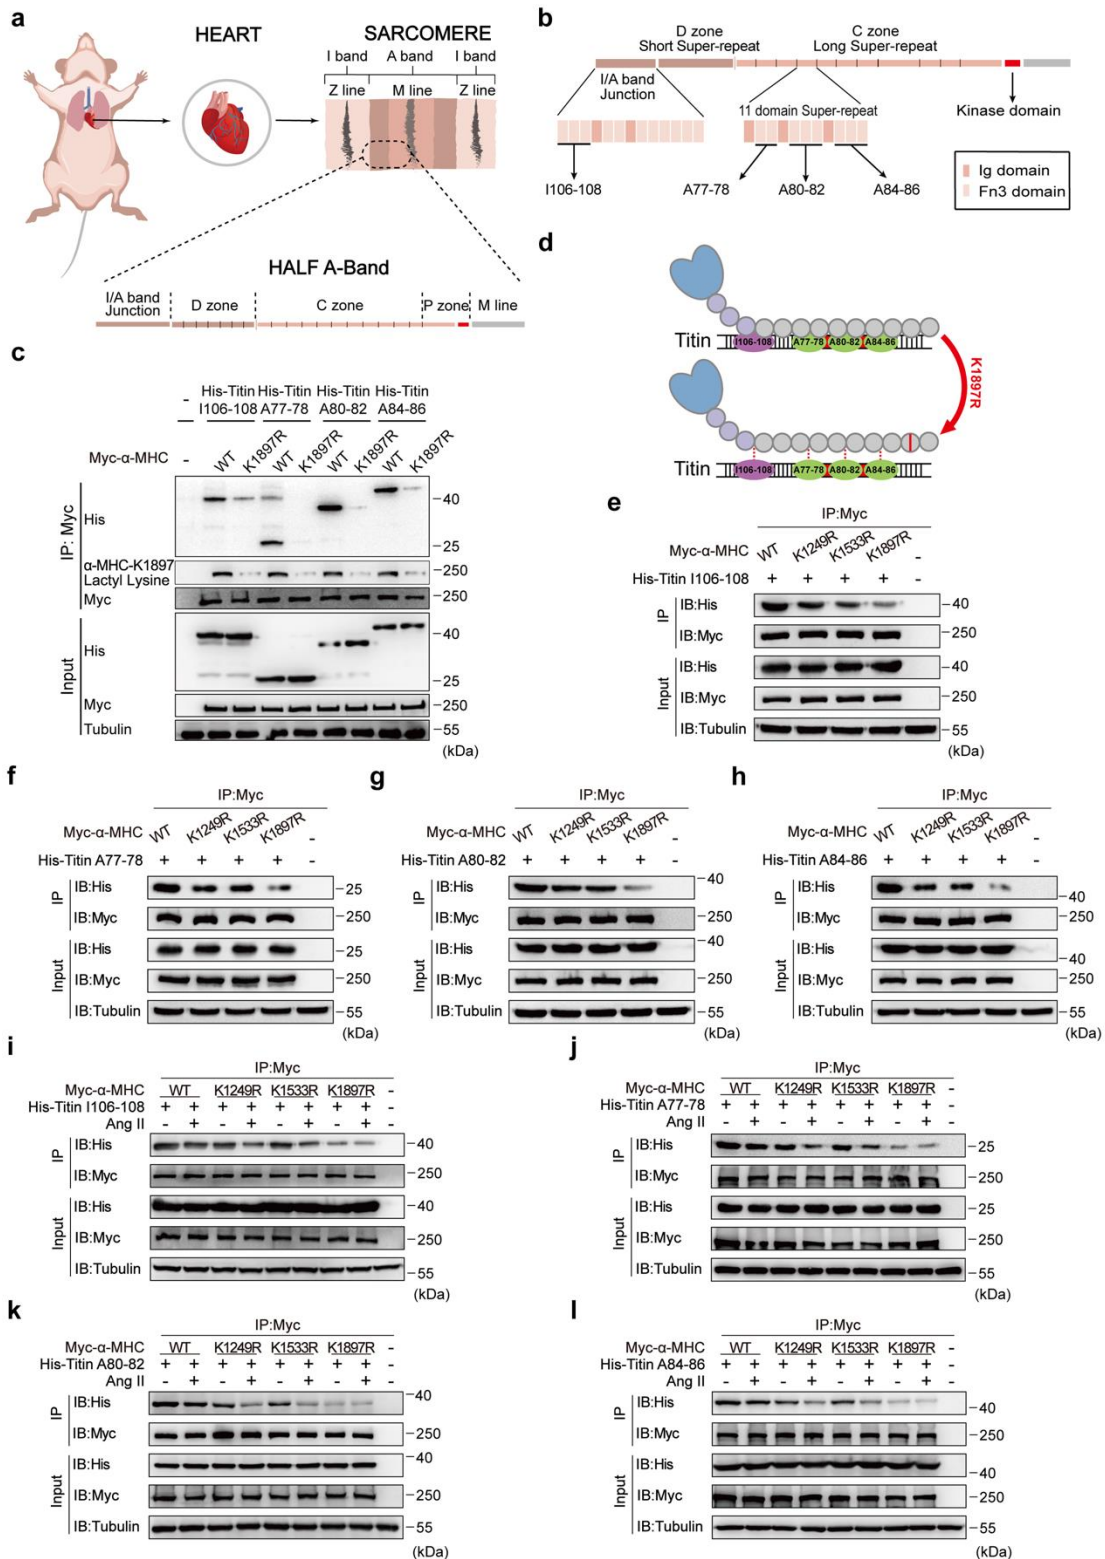 a
HEART
SARCOMERE
I band A band I band
Z line M line Z line
HALF A-Band
I/A band
Junction
D zone C zone P zone M line
b
D zone
Short Super-repeat
C zone
Long Super-repeat
I/A band
Junction
11 domain Super-repeat
Kinase domain
I106-108 A77-78 A80-82 A84-86
Ig domain
Fn3 domain
c
His-Titin His-Titin His-Titin His-Titin
- I106-108 A77-78 A80-82 A84-86
Myc-α-MHC - WT K1897R WT K1897R WT K1897R WT K1897R
IP: Myc
His
-40
-25
α-MHC-K1897
Lactyl Lysine
-250
Myc -250
Input
His
-40
-25
Myc -250
Tubulin -55
(kDa)
d
Titin I106-108 A77-78 A80-82 A84-86
K1897R
Titin I106-108 A77-78 A80-82 A84-86
e
IP:Myc
Myc-α-MHC WT K1249R K1533R K1897R
His-Titin I106-108 + + + + -
IP
IB:His -40
IB:Myc -250
Input
IB:His -40
IB:Myc -250
IB:Tubulin -55
(kDa)
f
IP:Myc
Myc-α-MHC WT K1249R K1533R K1897R
His-Titin A77-78 + + + + -
IP
IB:His -25
IB:Myc -250
Input
IB:His -25
IB:Myc -250
IB:Tubulin -55
(kDa)
g
IP:Myc
Myc-α-MHC WT K1249R K1533R K1897R -
His-Titin A80-82 + + + + -
IP
IB:His -40
IB:Myc -250
Input
IB:His -40
IB:Myc -250
IB:Tubulin -55
(kDa)
h
IP:Myc
Myc-α-MHC WT K1249R K1533R K1897R -
His-Titin A84-86 + + + + -
IP
IB:His -40
IB:Myc -250
Input
IB:His -40
IB:Myc -250
IB:Tubulin -55
(kDa)
i
IP:Myc
Myc-α-MHC WT K1249R K1533R K1897R -
His-Titin I106-108 + + + + + + + + -
Ang II - + - + - + - + -
IP
IB:His -40
IB:Myc -250
Input
IB:His -40
IB:Myc -250
IB:Tubulin -55
(kDa)
j
IP:Myc
Myc-α-MHC WT K1249R K1533R K1897R -
His-Titin A77-78 + + + + + + + + -
Ang II - + - + - + - + -
IP
IB:His -25
IB:Myc -250
Input
IB:His -25
IB:Myc -250
IB:Tubulin -55
(kDa)
k
IP:Myc
Myc-α-MHC WT K1249R K1533R K1897R -
His-Titin A80-82 + + + + + + + + -
Ang II - + - + - + - + -
IP
IB:His -40
IB:Myc -250
Input
IB:His -40
IB:Myc -250
IB:Tubulin -55
(kDa)
l
IP:Myc
Myc-α-MHC WT K1249R K1533R K1897R -
His-Titin A84-86 + + + + + + + + -
Ang II - + - + - + - + -
IP
IB:His -40
IB:Myc -250
Input
IB:His -40
IB:Myc -250
IB:Tubulin -55
(kDa)